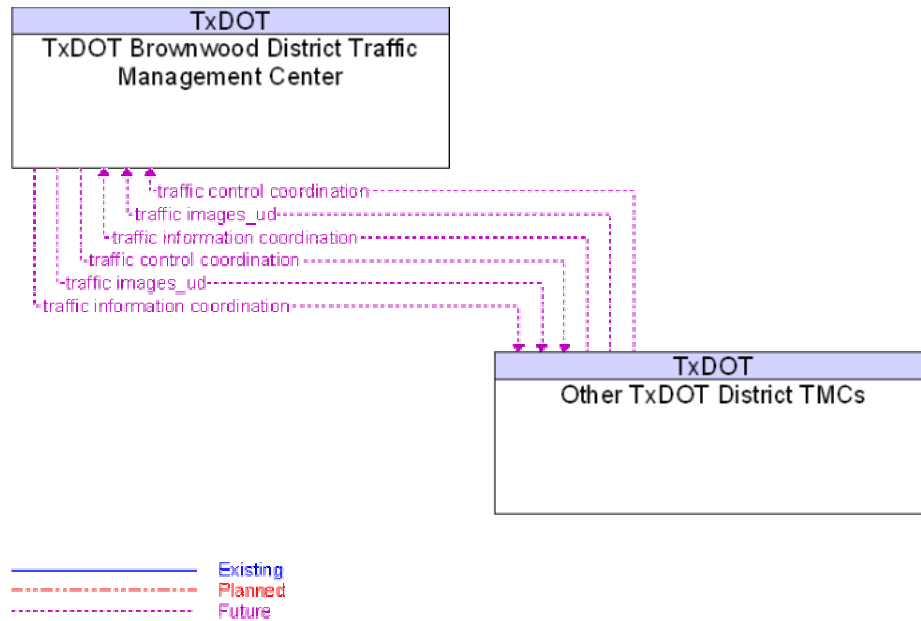 TxDOT
TxDOT Brownwood District Traffic
Management Center
traffic control coordination
traffic images_ud
traffic information coordination
traffic control coordination
traffic images_ud
traffic information coordination
TxDOT
Other TxDOT District TMCs
Existing
Planned
Future